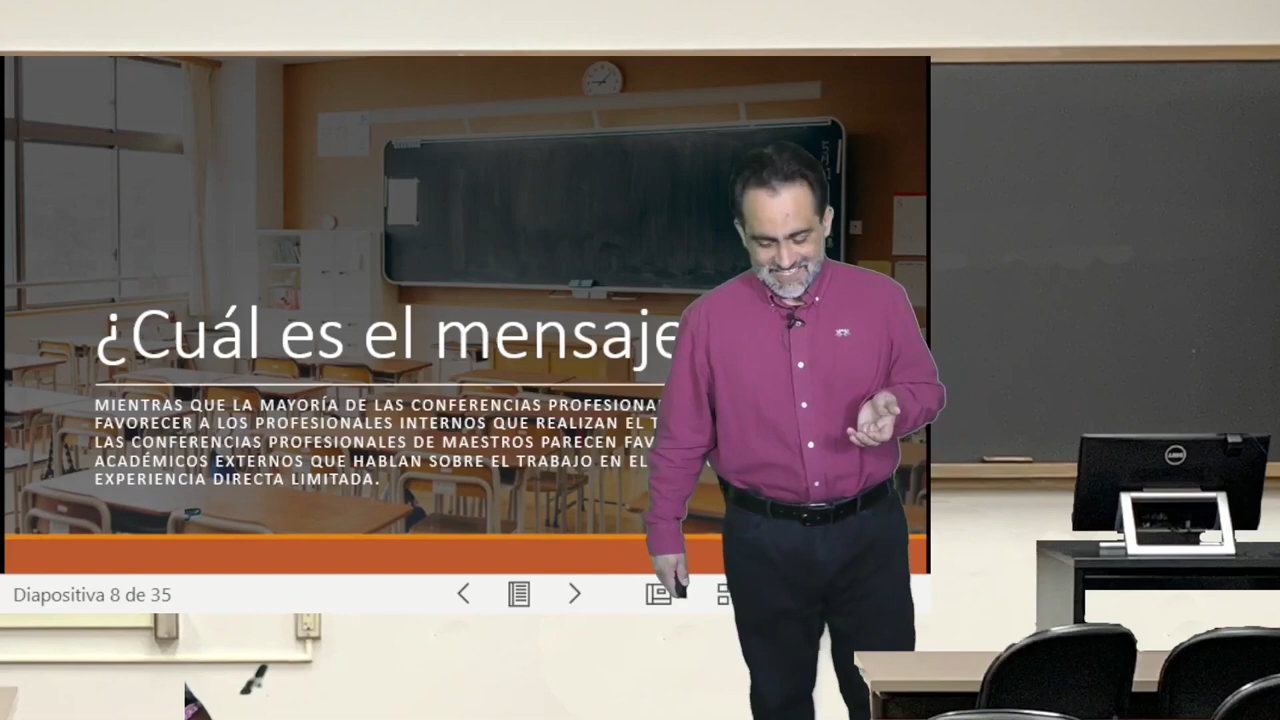 ¿Cuál es el mensaje
MIENTRAS QUE LA MAYORÍA DE LAS CONFERENCIAS
FAVORECER A LOS PROFESIONALES INTERNOS QUE REALIZAN EL
LAS CONFERENCIAS PROFESIONALES DE MAESTROS PARECEN
ACADÉMICOS EXTERNOS QUE HABLAN SOBRE EL TRABAJO EN EL
EXPERIENCIA DIRECTA LIMITADA.
Diapositiva 8 de 35